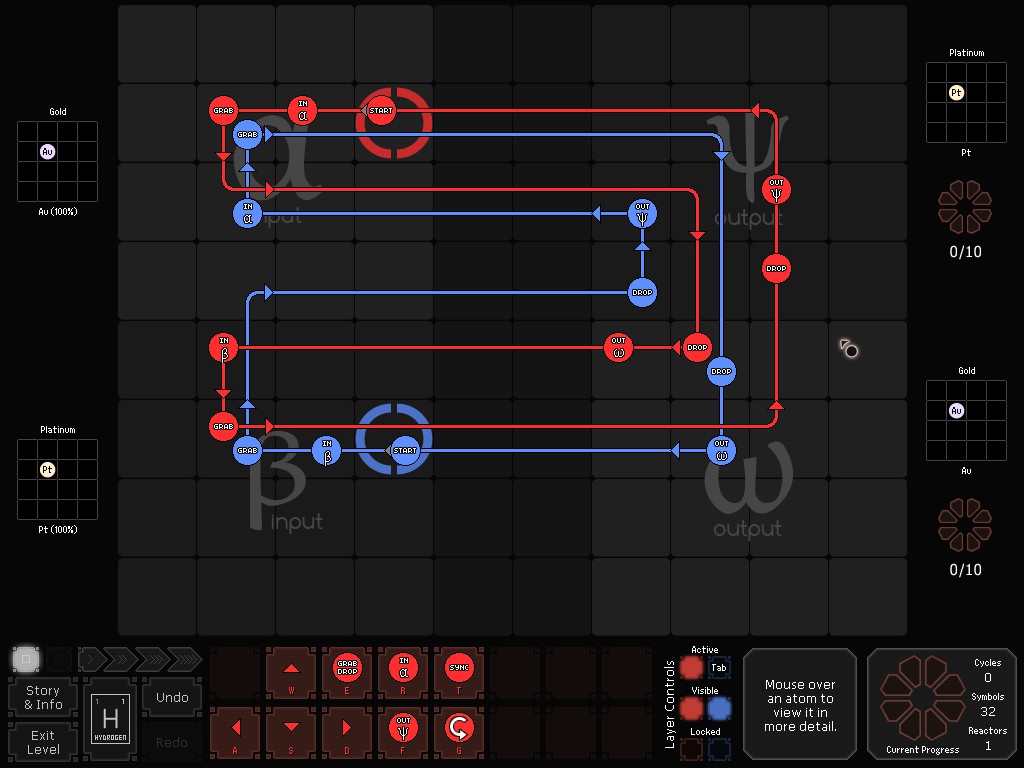 Gold
Au
Au (100%)
Platinum
Pt
Pt (100%)
Platinum
Pt
Pt
0/10
Gold
Au
Au
0/10
GRAB
IN
α
START
GRAB
α
input
ψ
output
IN
α
OUT
ψ
OUT
ψ
DROP
DROP
IN
β
OUT
ω
DROP
DROP
GRAB
GRAB
IN
β
START
OUT
ω
β
input
ω
output
Story
& Info
Exit
Level
1 1
H
HYDROGEN
Undo
Redo
W
GRAB
DROP
E
IN
α
R
SYNC
T
A
S
D
OUT
ψ
F
G
Layer Controls
Active
Tab
Visible
Locked
Mouse over
an atom to
view it in
more detail.
Cycles
0
Symbols
32
Reactors
1
Current Progress